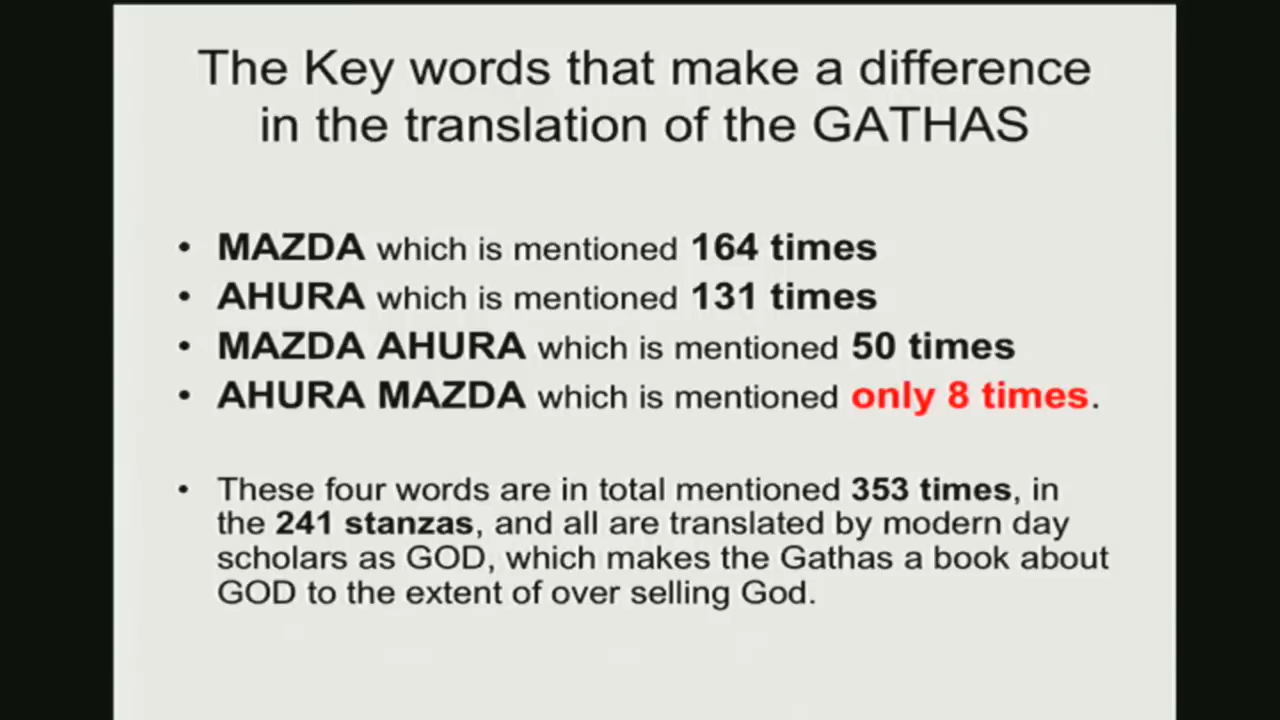 The Key words that make a difference
in the translation of the GATHAS
• MAZDA which is mentioned 164 times
• AHURA which is mentioned 131 times
• MAZDA AHURA which is mentioned 50 times
• AHURA MAZDA which is mentioned only 8 times.
• These four words are in total mentioned 353 times, in
the 241 stanzas, and all are translated by modern day
scholars as GOD, which makes the Gathas a book about
GOD to the extent of over selling God.